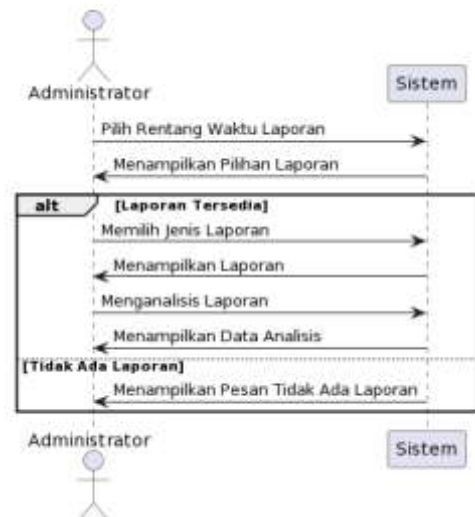 Administrator
Sistem
Pilih Rentang Waktu Laporan
Menampilkan Pilihan Laporan
alt [Laporan Tersedia]
Memilih Jenis Laporan
Menampilkan Laporan
Menganalisis Laporan
Menampilkan Data Analisis
[Tidak Ada Laporan]
Menampilkan Pesan Tidak Ada Laporan
Administrator
Sistem